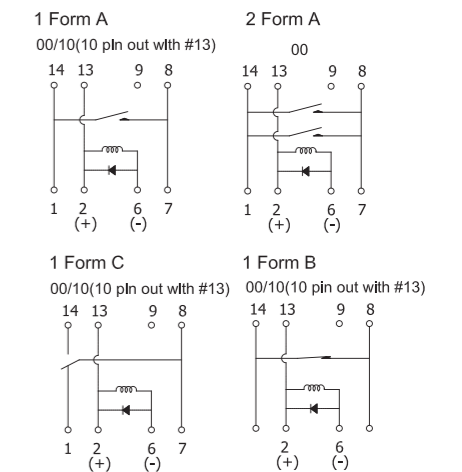 1 Form A
00/10(10 pin out with #13)
14 13 9 8
1 2 6 7
(+) (-)
2 Form A
00
14 13 9 8
1 2 6 7
(+) (-)
1 Form C
00/10(10 pin out with #13)
14 13 9 8
1 2 6 7
(+) (-)
1 Form B
00/10(10 pin out with #13)
14 13 9 8
2 6
(+) (-)